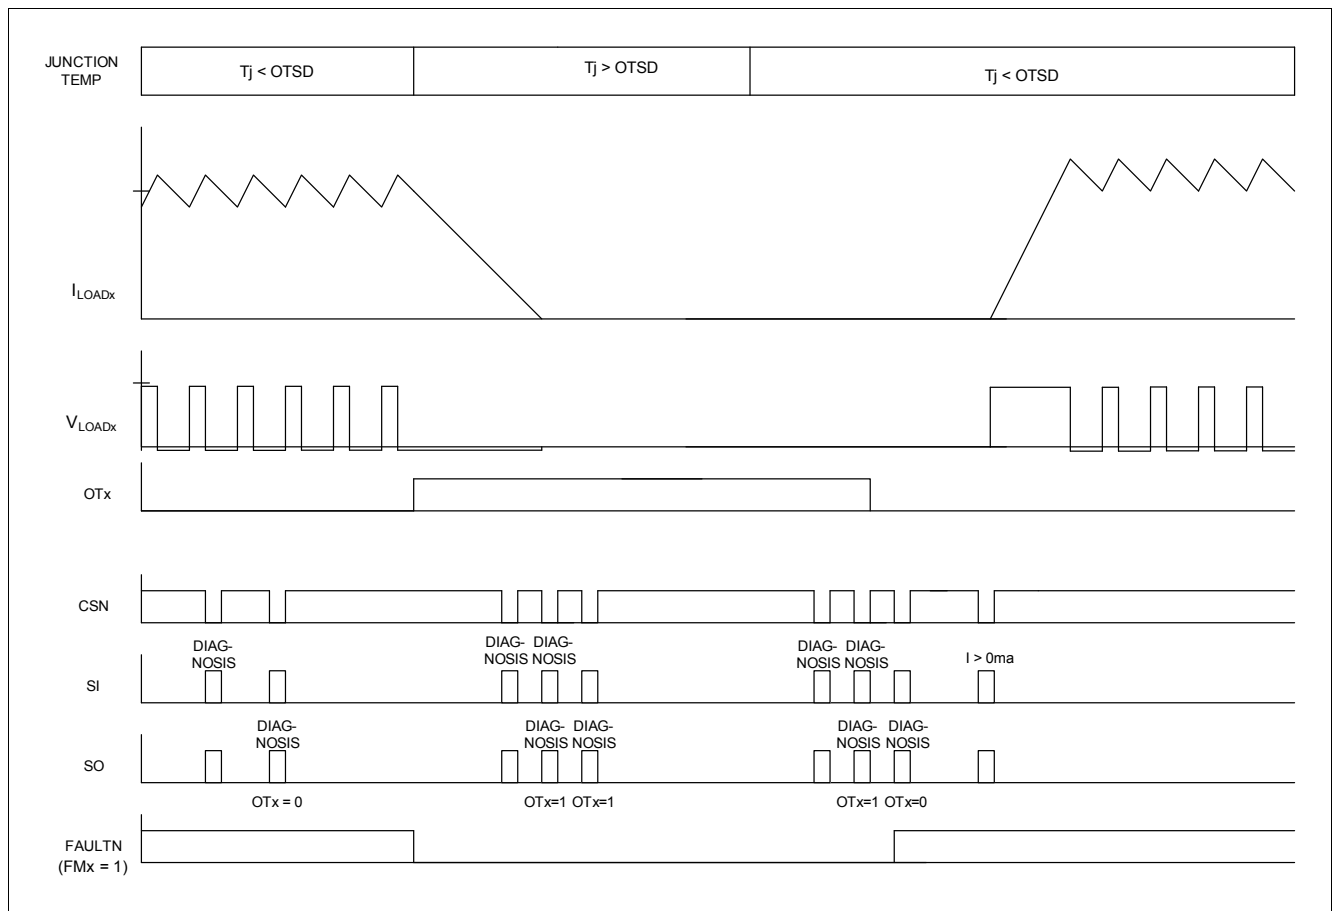 JUNCTION
TEMP
Tj < OTSD
Tj > OTSD
Tj < OTSD
ILOADx
VLOADx
OTx
CSN
DIAG-
NOSIS
DIAG-
NOSIS
DIAG-
NOSIS
DIAG-
NOSIS
DIAG-
NOSIS
I > 0ma
SI
DIAG-
NOSIS
DIAG-
NOSIS
DIAG-
NOSIS
DIAG-
NOSIS
DIAG-
NOSIS
SO
OTx = 0
OTx=1 OTx=1
OTx=1 OTx=0
FAULTN
(FMx = 1)